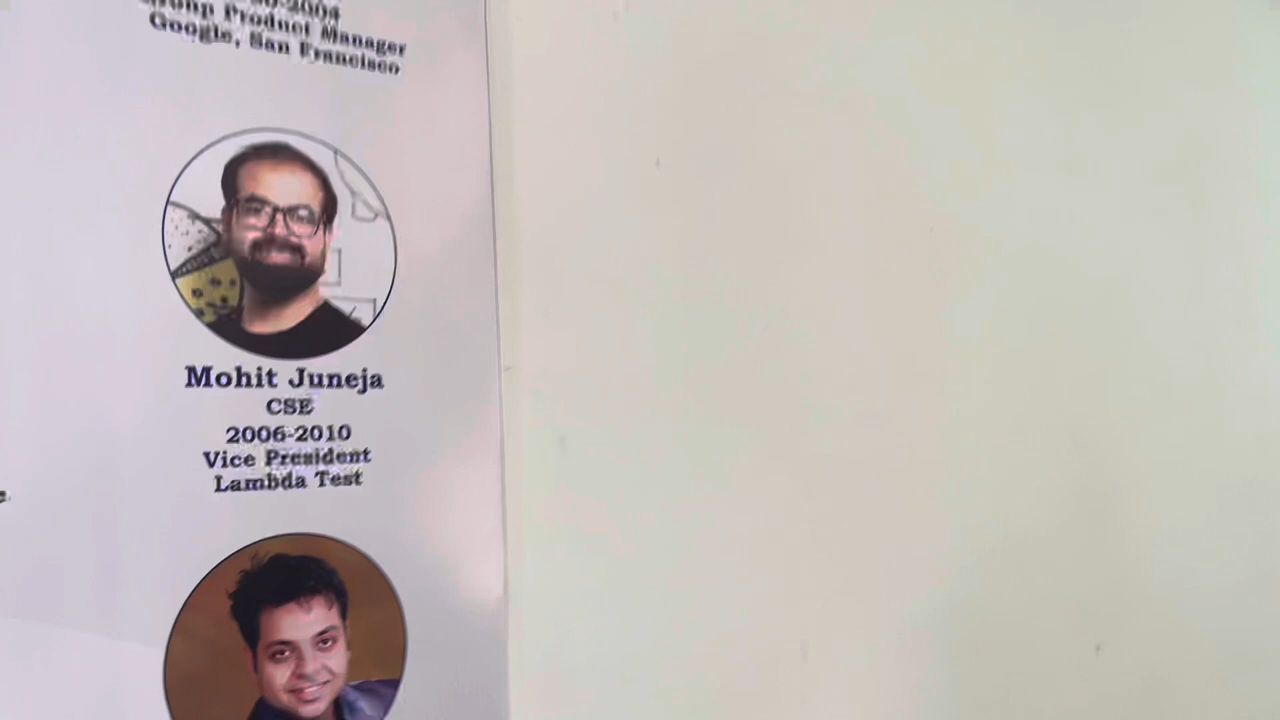 Group Product Manager
Google, San Francisco
Mohit Juneja
CSE
2006-2010
Vice President
Lambda Test